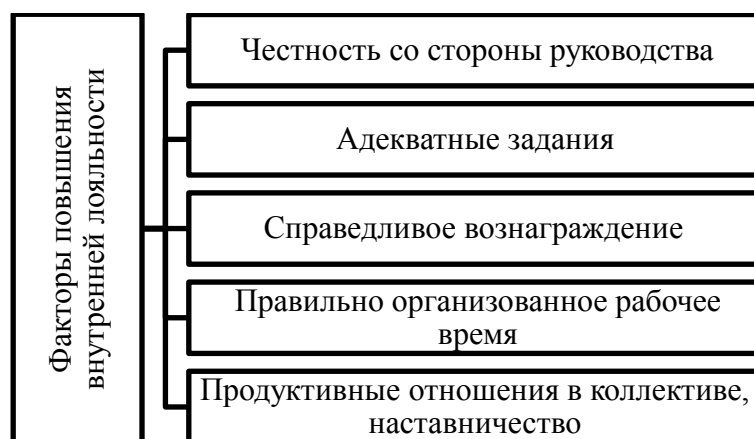 Факторы повышения
внутренней лояльности
Честность со стороны руководства
Адекватные задания
Справедливое вознаграждение
Правильно организованное рабочее
время
Продуктивные отношения в коллективе,
наставничество